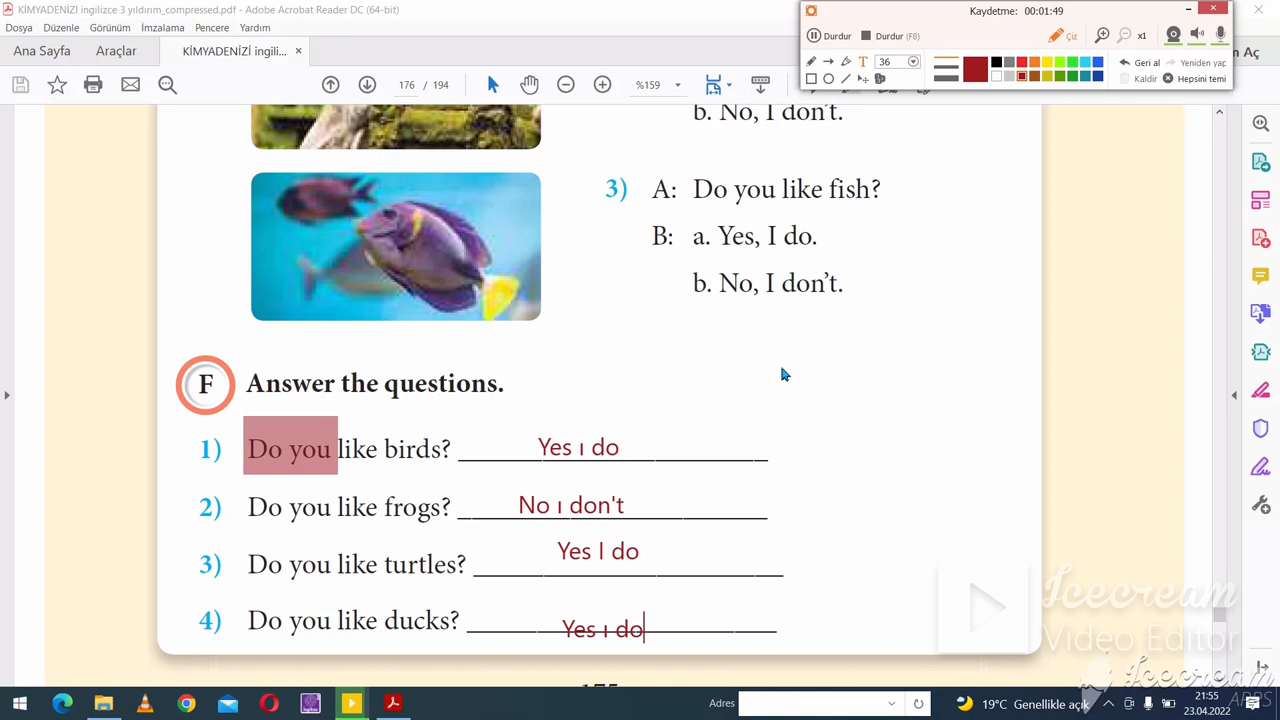 KİMYADENİZİ ingilizce 3 yıldırım_compressed.pdf - Adobe Acrobat Reader DC (64-bit)
Kaydetme: 00:01:49
Dosya Düzenle Görünüm İmzalama Pencere Yardım
Durdur Durdur (F8) Çiz x1
Ana Sayfa Araçlar KİMYADENİZİ ingili... × Aç
36 Geri al Yeniden yap
Kaldır Hepsini temi
176 / 194 %159
b. No, I don't.
3) A: Do you like fish?
B: a. Yes, I do.
b. No, I don't.
F Answer the questions.
1) Do you like birds? Yes ı do
2) Do you like frogs? No ı don't
3) Do you like turtles? Yes I do
4) Do you like ducks? Yes ı do
Icecream
Video Editor
Icecream
APPS
Adres
19°C Genellikle açık
21:55
23.04.2022